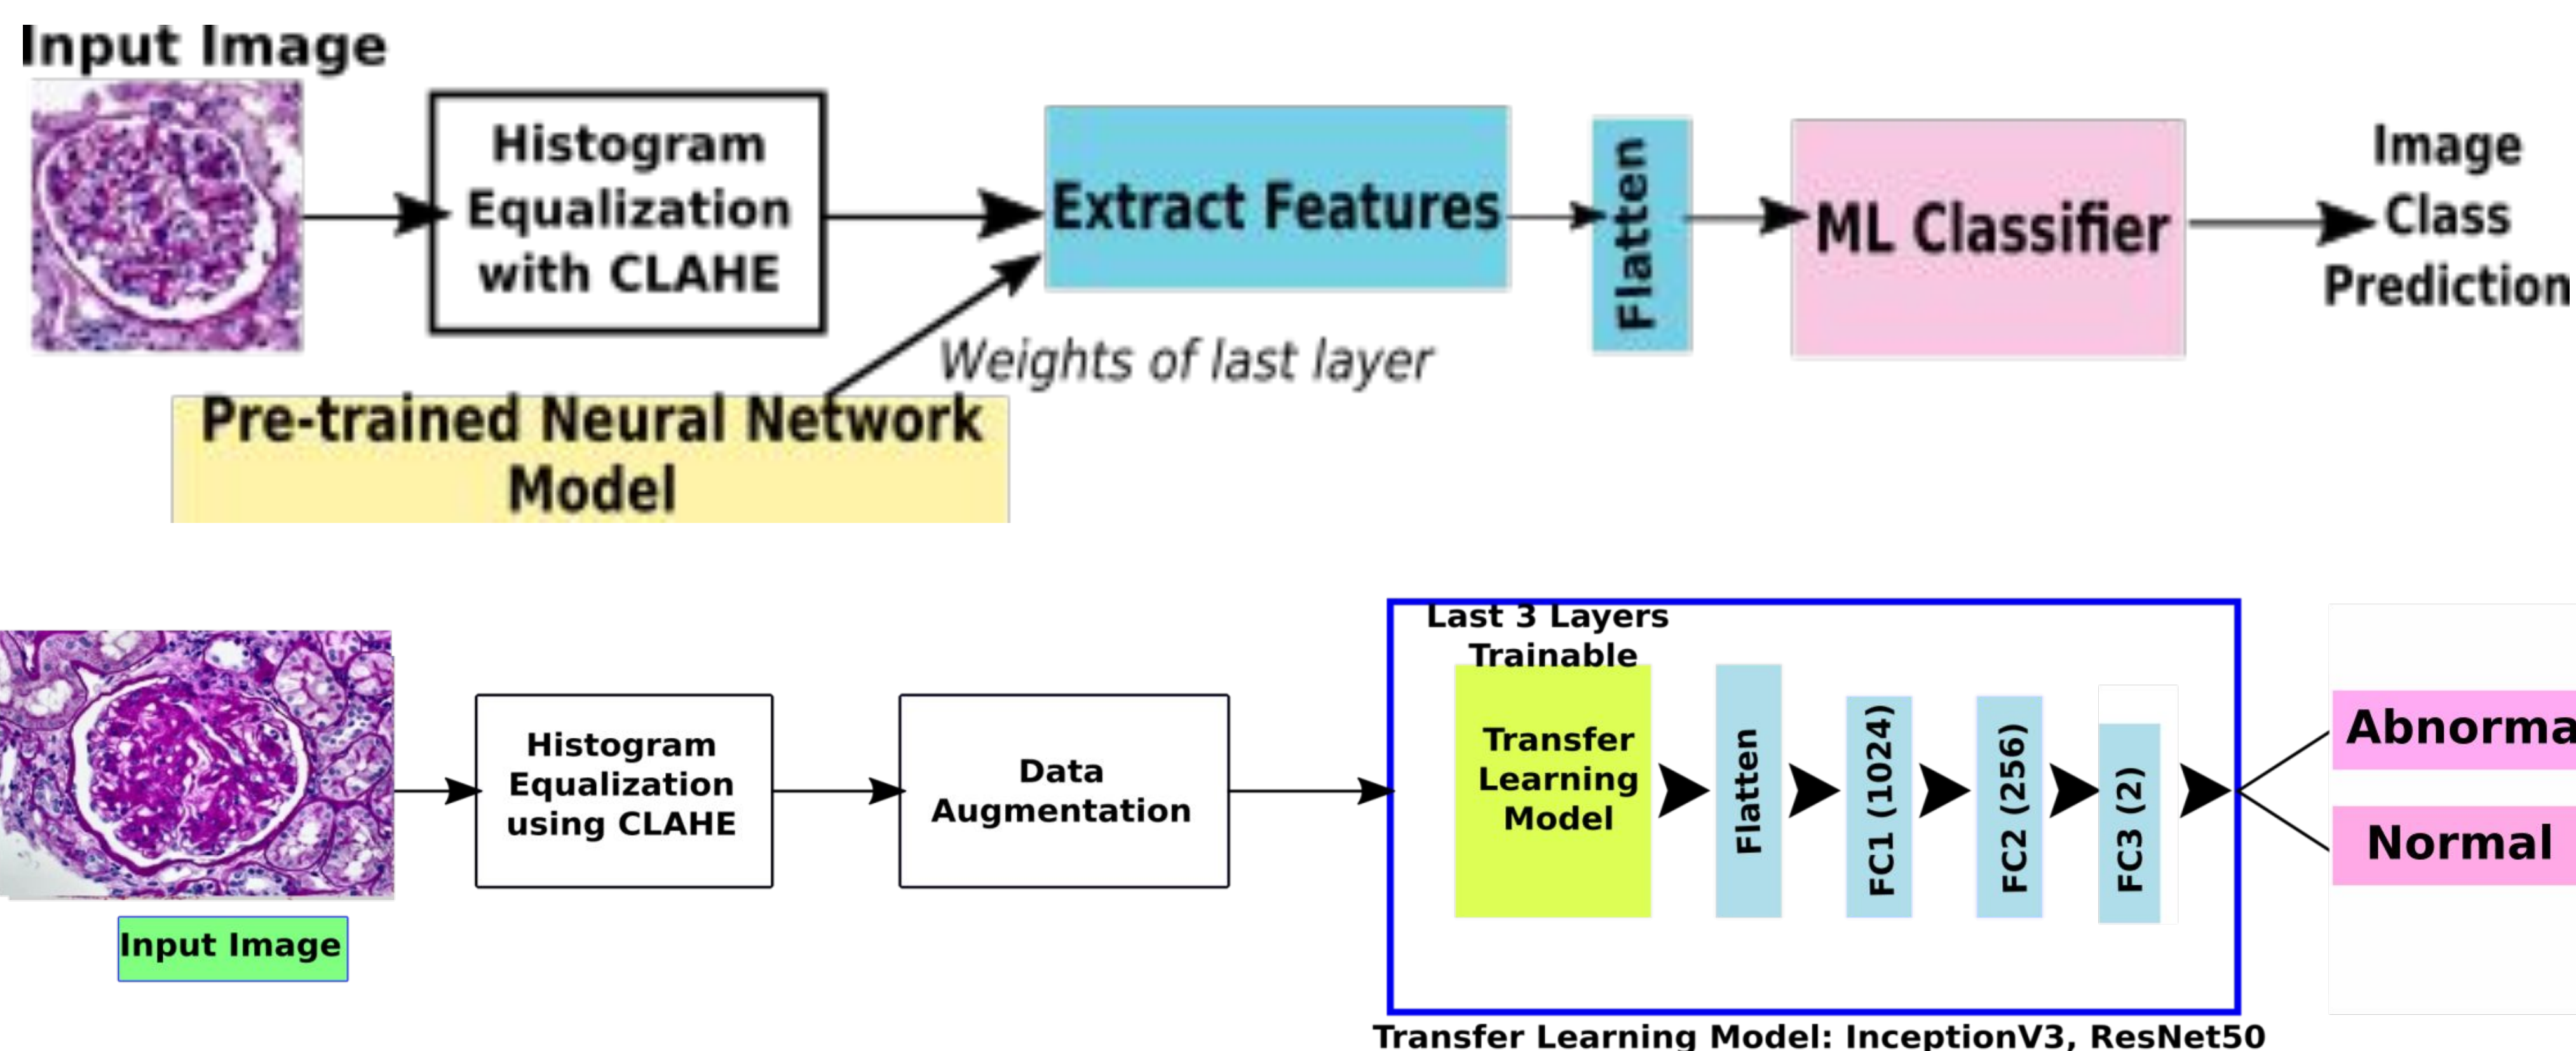 Input Image
Histogram
Equalization
with CLAHE
Extract Features
Flatten
ML Classifier
Image
Class
Prediction
Weights of last layer
Pre-trained Neural Network
Model
Last 3 Layers
Trainable
Transfer
Learning
Model
Flatten
FC1 (1024)
FC2 (256)
FC3 (2)
Histogram
Equalization
using CLAHE
Data
Augmentation
Abnorma
Normal
Input Image
Transfer Learning Model: InceptionV3, ResNet50